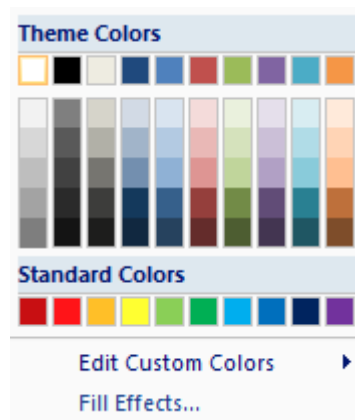 Theme Colors
Standard Colors
Edit Custom Colors
Fill Effects...